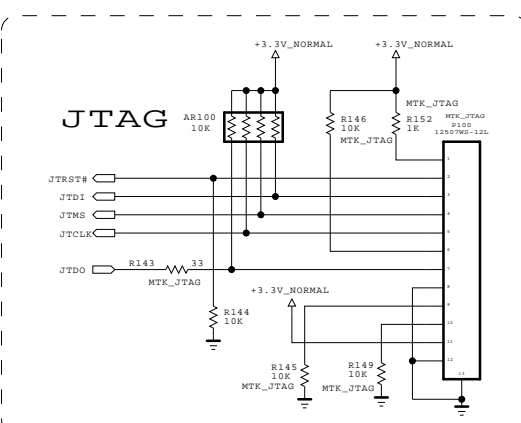 +3.3V_NORMAL
+3.3V_NORMAL
JTAG
AR100
10K
R146
10K
MTK_JTAG
MTK_JTAG
R152
1K
MTK_JTAG
P100
12507WS-12L
JTRST#
JTDI
JTMS
JTCLK
JTDO
R143
33
MTK_JTAG
+3.3V_NORMAL
R144
10K
R145
10K
MTK_JTAG
R149
10K
MTK_JTAG
1
2
3
4
5
6
7
8
9
10
11
12
13